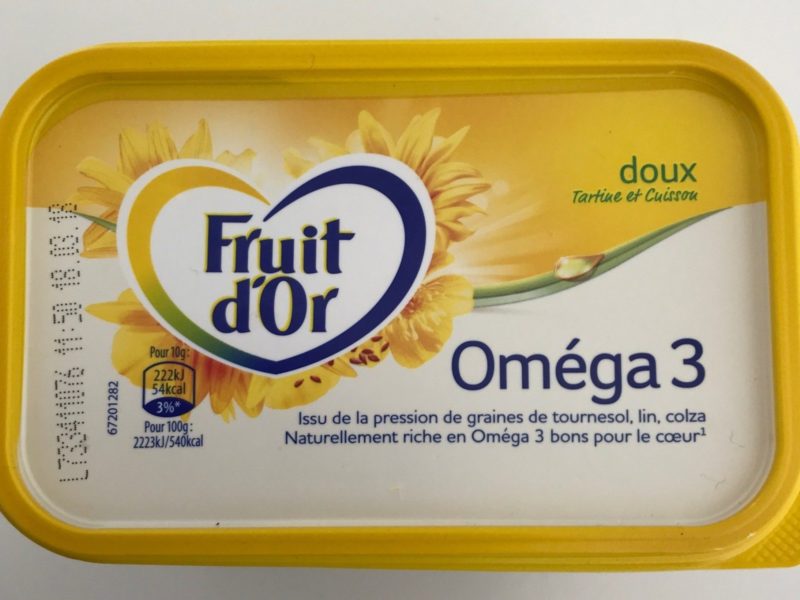 doux
Tartine et Cuisson
Fruit
d'Or
Oméga 3
Issu de la pression de graines de tournesol, lin, colza
Naturellement riche en Oméga 3 bons pour le cœur¹
Pour 10g:
222kJ
54kcal
3%*
Pour 100g:
2223kJ/540kcal
67201282
L733411076 11:50 18.03.18